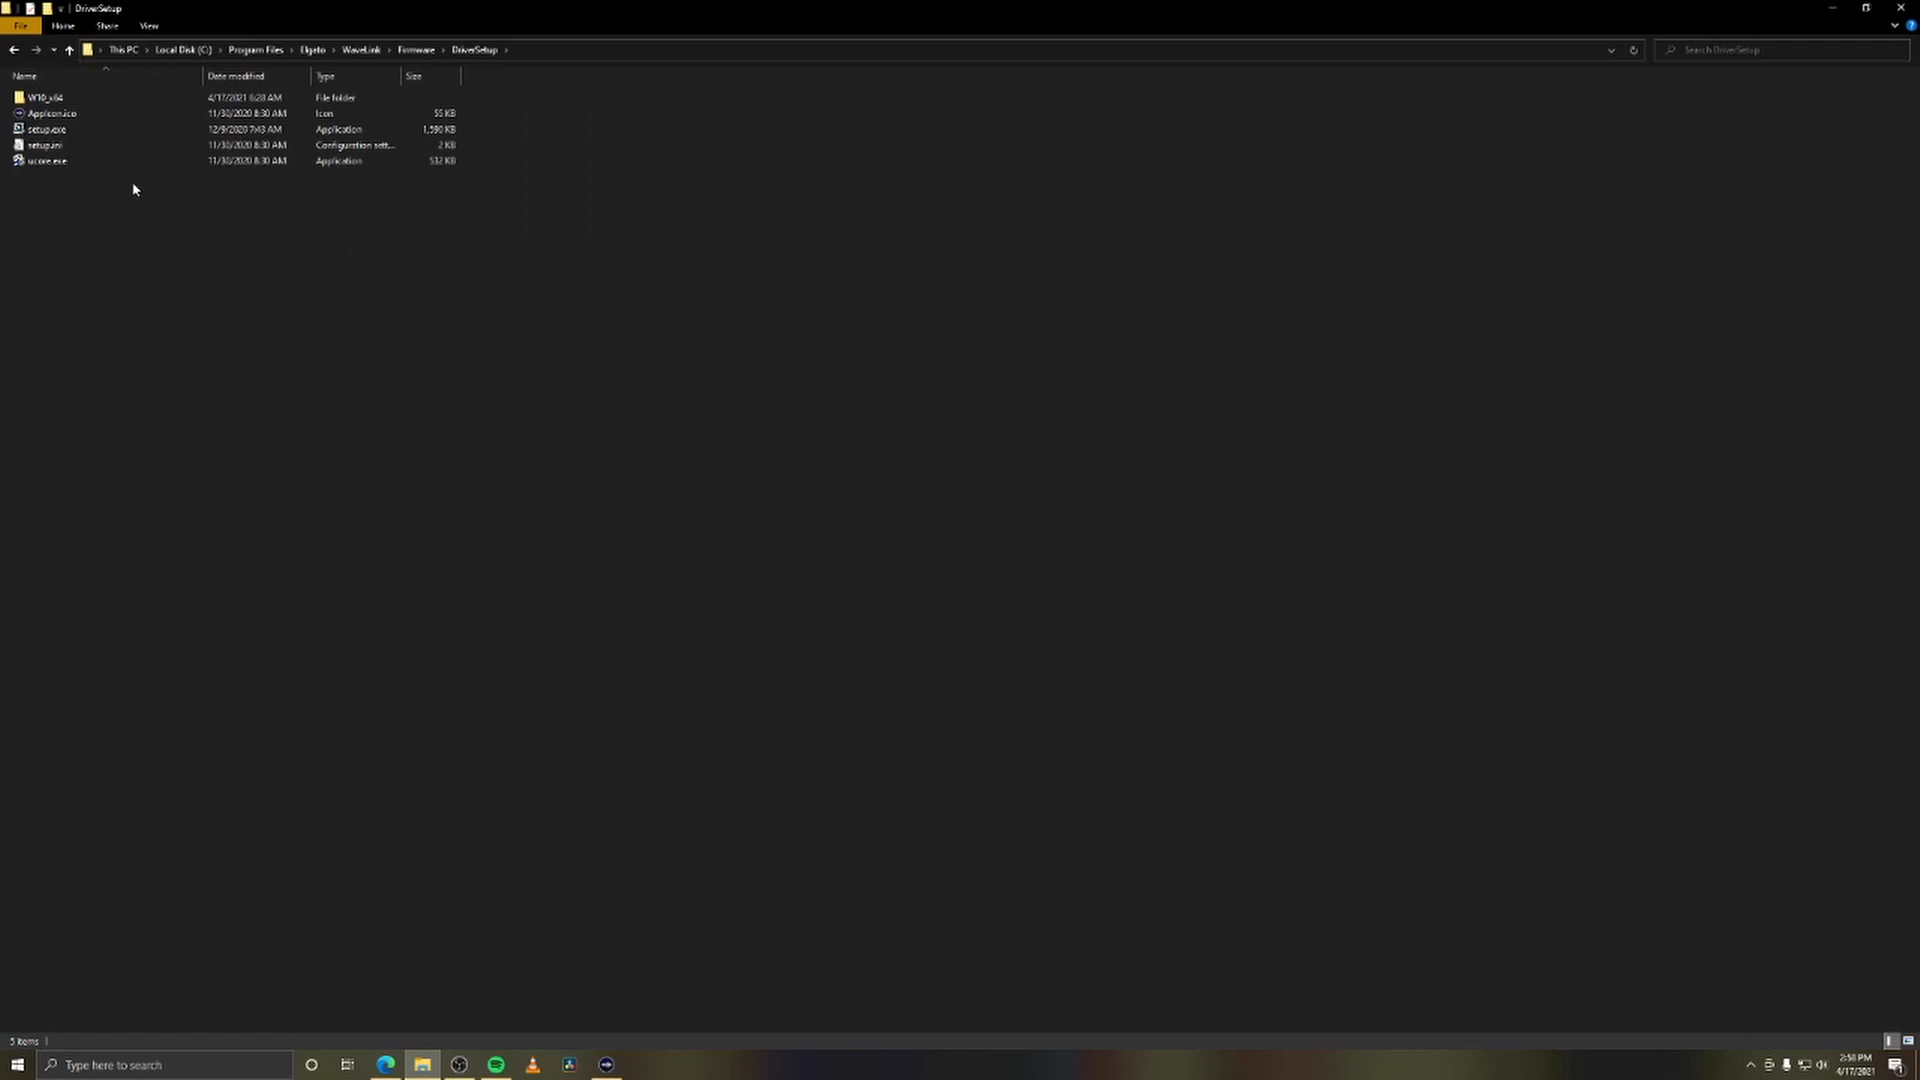 DriverSetup
File Home Share View
This PC Local Disk (C:) Program Files Elgato WaveLink Firmware DriverSetup
Search DriverSetup
Name Date modified Type Size
W10_x64 4/17/2021 6:28 AM File folder
AppIcon.ico 11/30/2020 8:30 AM Icon 55 KB
setup.exe 12/9/2020 7:43 AM Application 1,590 KB
setup.ini 11/30/2020 8:30 AM Configuration sett... 2 KB
ucore.exe 11/30/2020 8:30 AM Application 532 KB
5 items
Type here to search
2:58 PM
4/17/2021